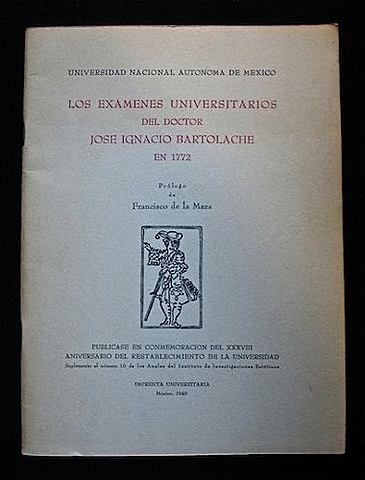 UNIVERSIDAD NACIONAL AUTONOMA DE MEXICO
LOS EXAMENES UNIVERSITARIOS
DEL DOCTOR
JOSE IGNACIO BARTOLACHE
EN 1772
Prólogo
de
Francisco de la Maza
PUBLICASE EN CONMEMORACION DEL XXXVIII
ANIVERSARIO DEL RESTABLECIMIENTO DE LA UNIVERSIDAD
Suplemento al número 16 de los Anales del Instituto de Investigaciones Estéticas
IMPRENTA UNIVERSITARIA
México, 1948